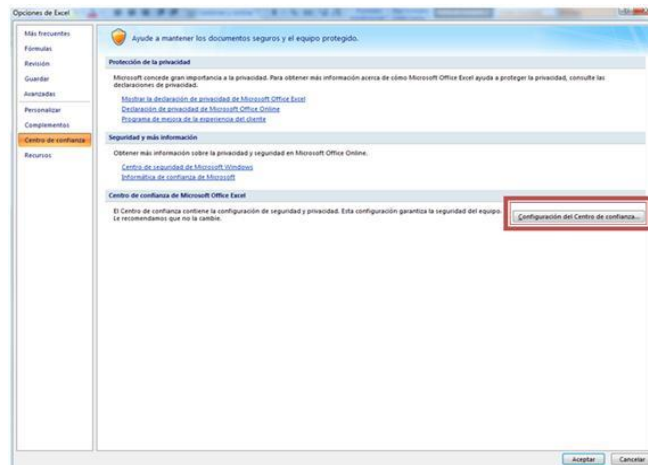 Opciones de Excel
Más frecuentes
Fórmulas
Revisión
Guardar
Avanzadas
Personalizar
Complementos
Centro de confianza
Recursos
Ayude a mantener los documentos seguros y el equipo protegido.
Protección de la privacidad
Microsoft concede gran importancia a la privacidad. Para obtener más información acerca de cómo Microsoft Office Excel ayuda a proteger la privacidad, consulte las
declaraciones de privacidad.
Mostrar la declaración de privacidad de Microsoft Office Excel
Declaración de privacidad de Microsoft Office Online
Programa de mejora de la experiencia del cliente
Seguridad y más información
Obtener más información sobre la privacidad y seguridad en Microsoft Office Online.
Centro de seguridad de Microsoft Windows
Informática de confianza de Microsoft
Centro de confianza de Microsoft Office Excel
El Centro de confianza contiene la configuración de seguridad y privacidad. Esta configuración garantiza la seguridad del equipo.
Le recomendamos que no la cambie.
Configuración del Centro de confianza...
Aceptar
Cancelar